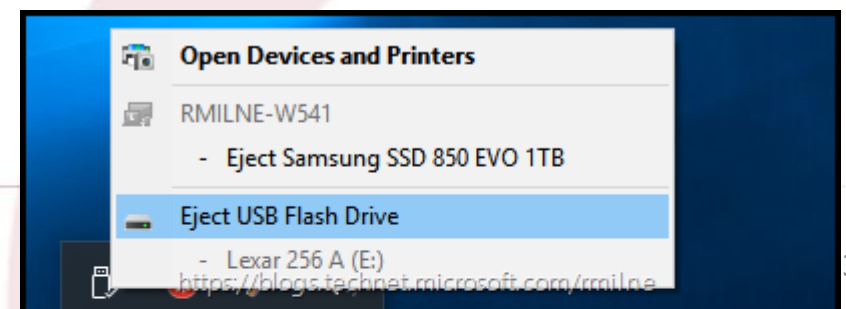 Open Devices and Printers
RMILNE-W541
- Eject Samsung SSD 850 EVO 1TB
Eject USB Flash Drive
- Lexar 256 A (E:)
https://blogs.technet.microsoft.com/rmilne